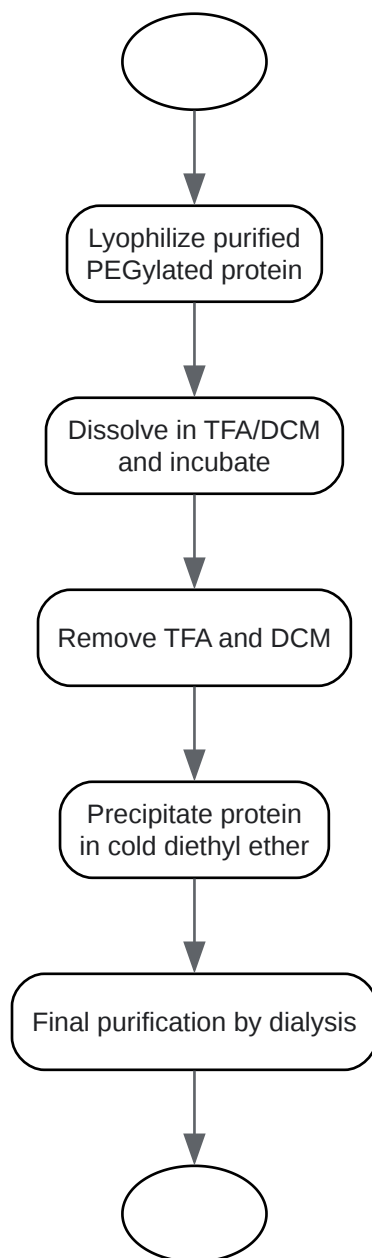 Lyophilize purified
PEGylated protein
Dissolve in TFA/DCM
and incubate
Remove TFA and DCM
Precipitate protein
in cold diethyl ether
Final purification by dialysis